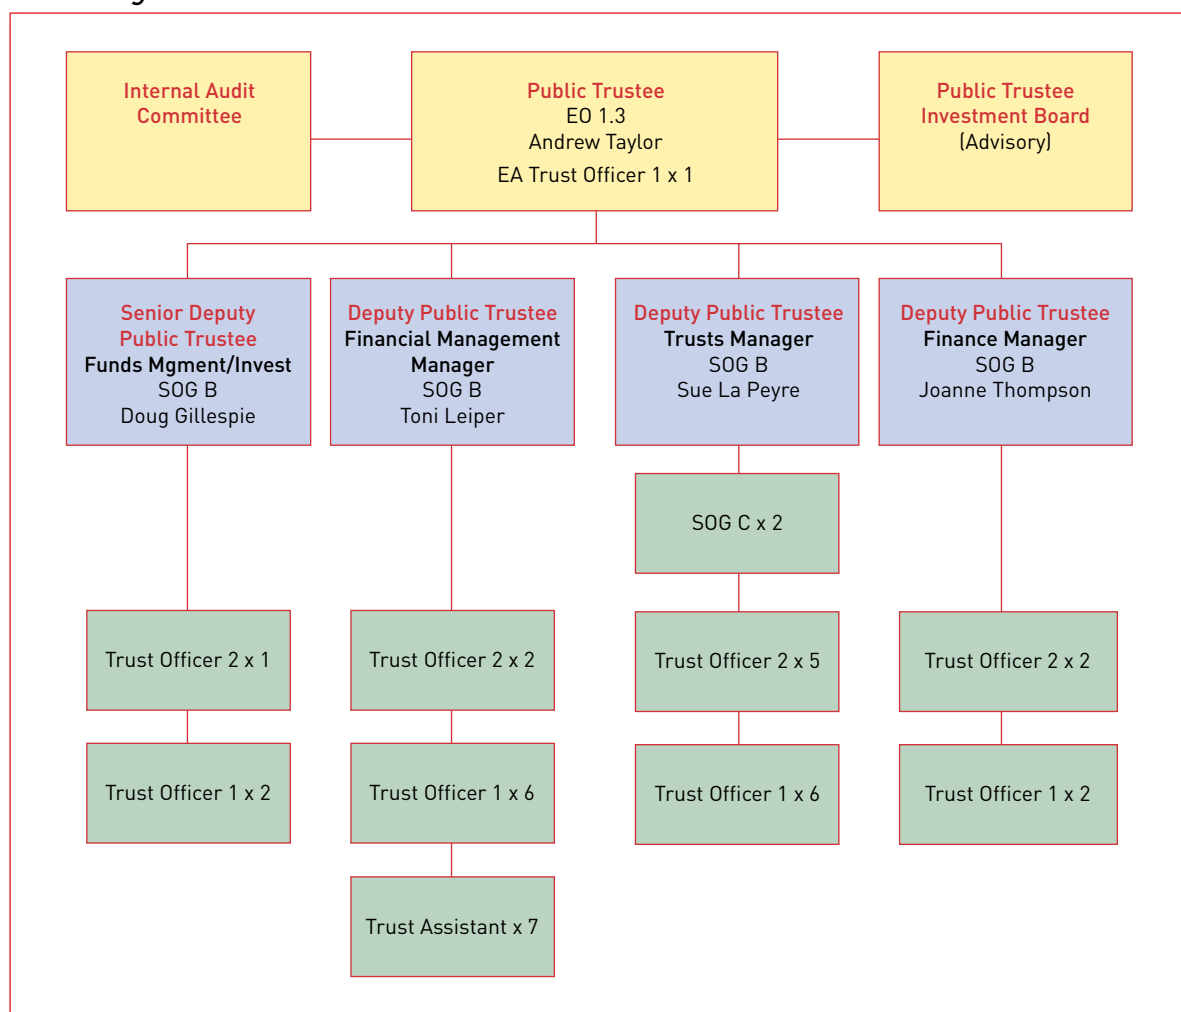 Internal Audit
Committee
Public Trustee
EO 1.3
Andrew Taylor
EA Trust Officer 1 x 1
Public Trustee
Investment Board
(Advisory)
Senior Deputy
Public Trustee
Funds Mgment/Invest
SOG B
Doug Gillespie
Deputy Public Trustee
Financial Management
Manager
SOG B
Toni Leiper
Deputy Public Trustee
Trusts Manager
SOG B
Sue La Peyre
Deputy Public Trustee
Finance Manager
SOG B
Joanne Thompson
SOG C x 2
Trust Officer 2 x 1
Trust Officer 2 x 2
Trust Officer 2 x 5
Trust Officer 2 x 2
Trust Officer 1 x 2
Trust Officer 1 x 6
Trust Officer 1 x 6
Trust Officer 1 x 2
Trust Assistant x 7